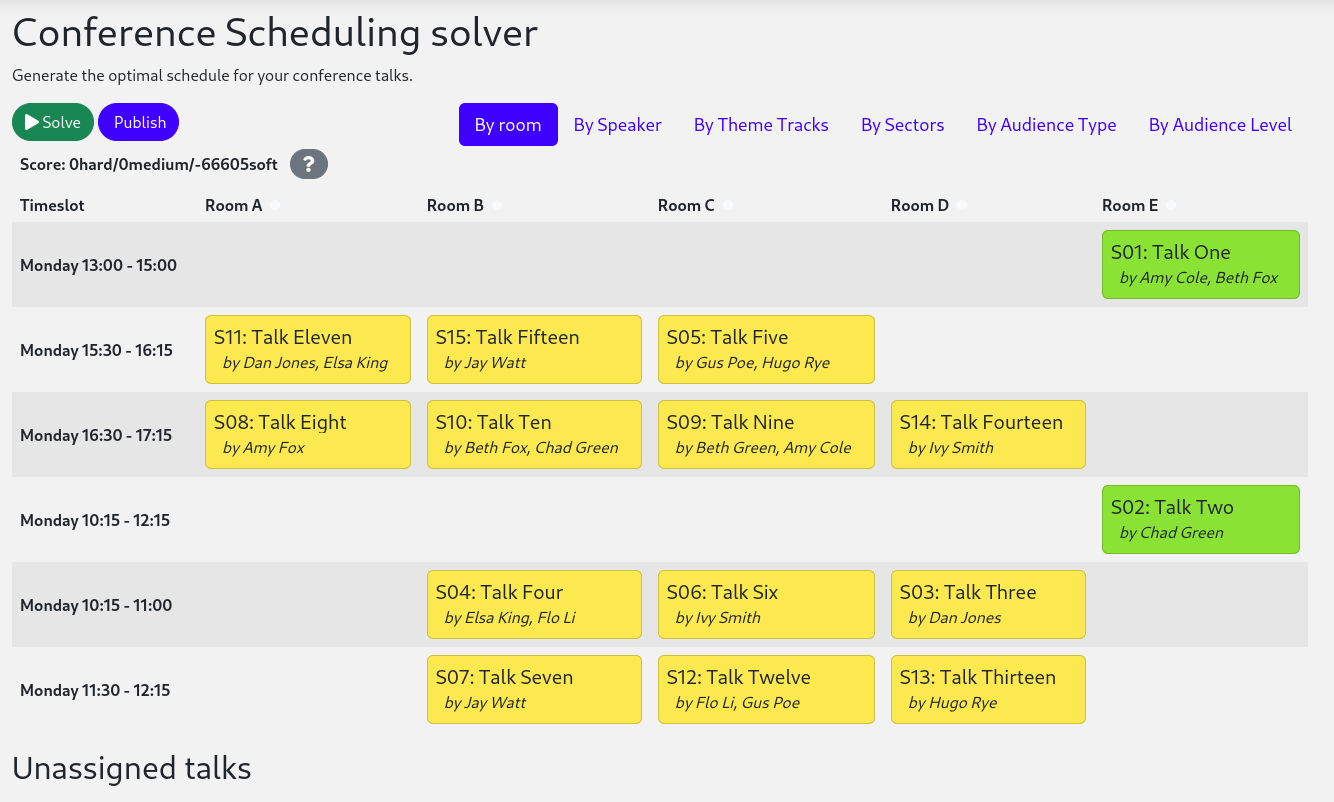 Conference Scheduling solver
Generate the optimal schedule for your conference talks.
Solve Publish By room By Speaker By Theme Tracks By Sectors By Audience Type By Audience Level
Score: 0hard/0medium/-66605soft ?
Timeslot Room A Room B Room C Room D Room E
Monday 13:00 - 15:00
S01: Talk One
by Amy Cole, Beth Fox
Monday 15:30 - 16:15
S11: Talk Eleven
by Dan Jones, Elsa King
S15: Talk Fifteen
by Jay Watt
S05: Talk Five
by Gus Poe, Hugo Rye
Monday 16:30 - 17:15
S08: Talk Eight
by Amy Fox
S10: Talk Ten
by Beth Fox, Chad Green
S09: Talk Nine
by Beth Green, Amy Cole
S14: Talk Fourteen
by Ivy Smith
Monday 10:15 - 12:15
S02: Talk Two
by Chad Green
Monday 10:15 - 11:00
S04: Talk Four
by Elsa King, Flo Li
S06: Talk Six
by Ivy Smith
S03: Talk Three
by Dan Jones
Monday 11:30 - 12:15
S07: Talk Seven
by Jay Watt
S12: Talk Twelve
by Flo Li, Gus Poe
S13: Talk Thirteen
by Hugo Rye
Unassigned talks